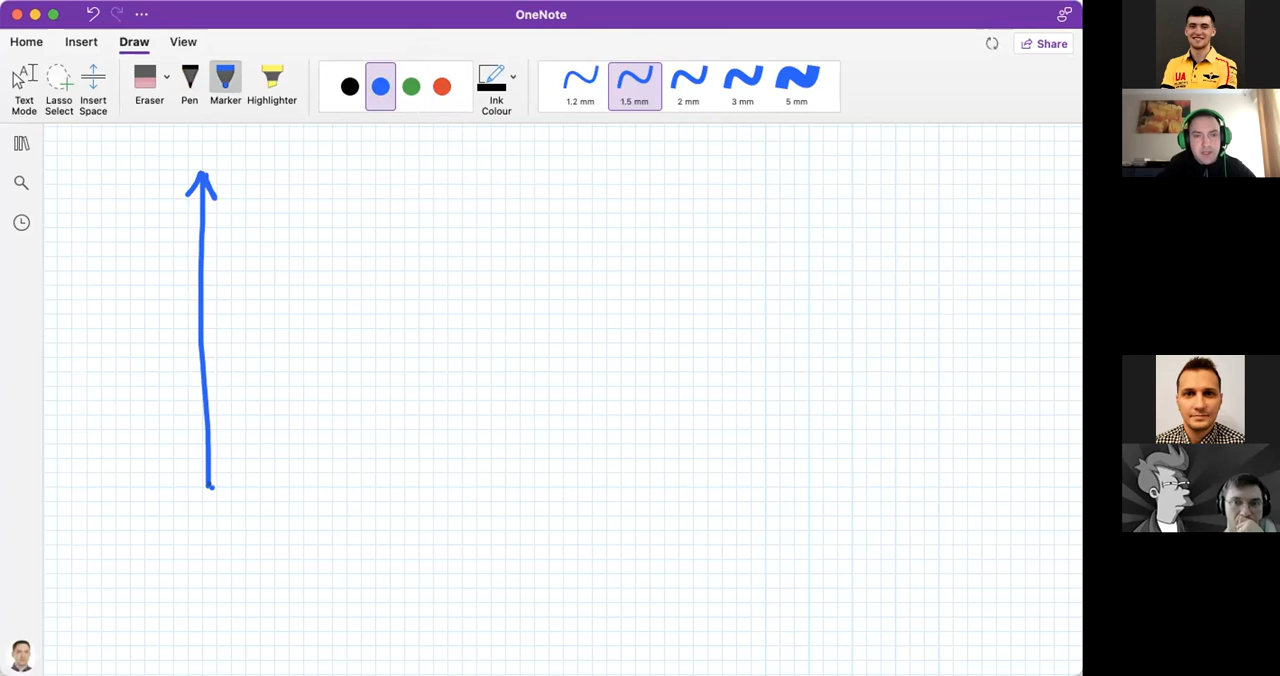 OneNote
Home Insert Draw View
Share
Text Mode
Lasso Select
Insert Space
Eraser
Pen
Marker
Highlighter
Ink Colour
1.2 mm
1.5 mm
2 mm
3 mm
5 mm
UA